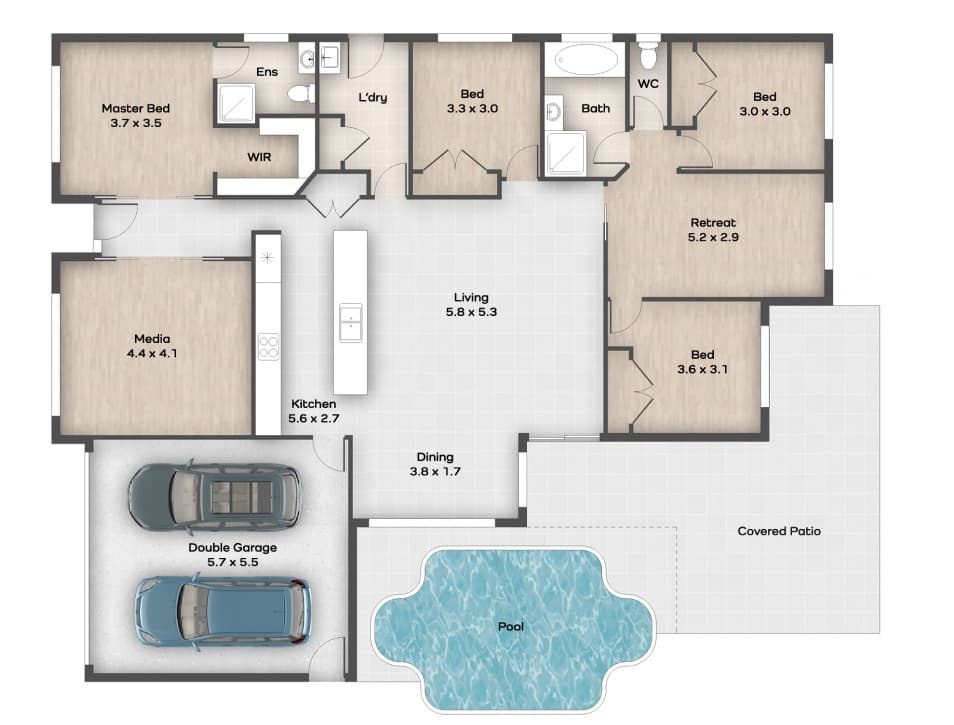 Master Bed
3.7 x 3.5
Ens
WIR
L'dry
Bed
3.3 x 3.0
Bath
WC
Bed
3.0 x 3.0
Retreat
5.2 x 2.9
Living
5.8 x 5.3
Media
4.4 x 4.1
Bed
3.6 x 3.1
Kitchen
5.6 x 2.7
Dining
3.8 x 1.7
Covered Patio
Double Garage
5.7 x 5.5
Pool